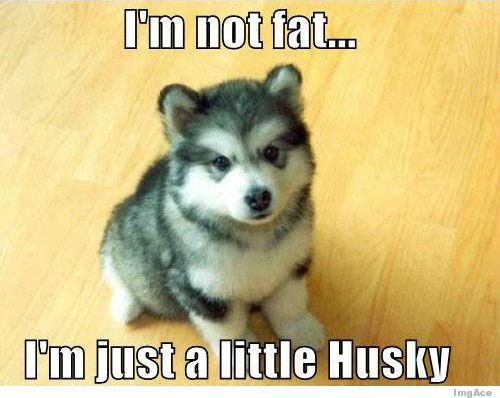 I'm not fat...
I'm just a little Husky
ImgAce